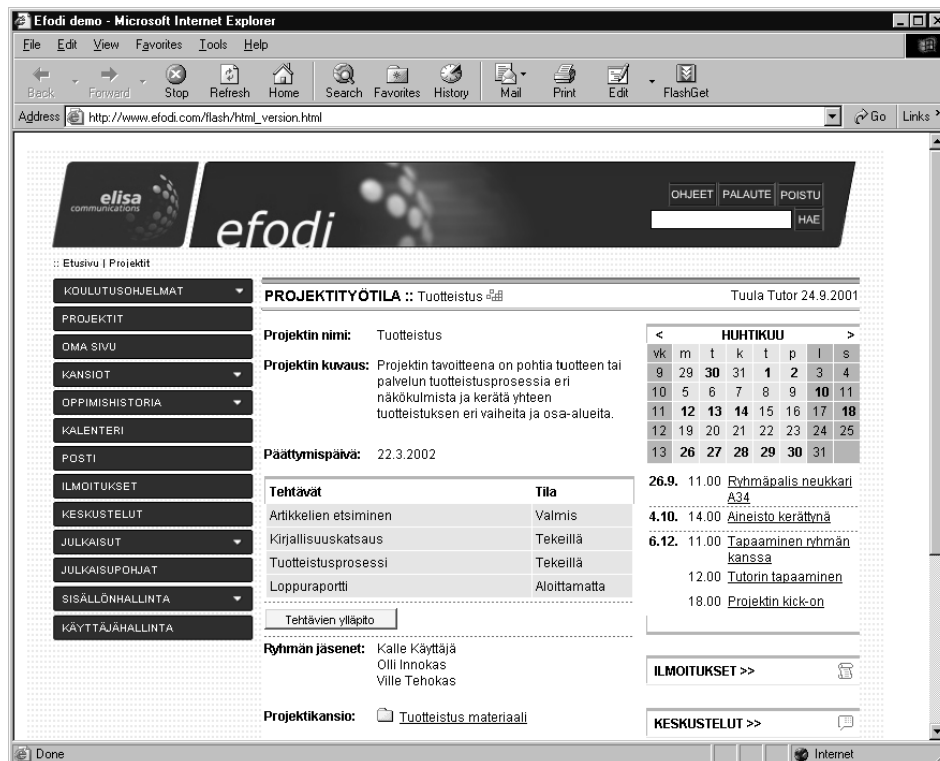 Efodi demo - Microsoft Internet Explorer
File Edit View Favorites Tools Help
Back Forward Stop Refresh Home Search Favorites History Mail Print Edit FlashGet
Address http://www.efodi.com/flash/html_version.html Go Links »
elisa
communications
efodi
OHJEET PALAUTE POISTU
HAE
:: Etusivu | Projektit
KOULUTUSOHJELMAT
PROJEKTIT
OMA SIVU
KANSIOT
OPPIMISHISTORIA
KALENTERI
POSTI
ILMOITUKSET
KESKUSTELUT
JULKAISUT
JULKAISUPOHJAT
SISÄLLÖNHALLINTA
KÄYTTÄJÄHALLINTA
PROJEKTITYÖTILA :: Tuotteistus
Tuula Tutor 24.9.2001
Projektin nimi: Tuotteistus
Projektin kuvaus: Projektin tavoitteena on pohtia tuotteen tai
palvelun tuotteistusprosessia eri
näkökulmista ja kerätä yhteen
tuotteistuksen eri vaiheita ja osa-alueita.
Päättymispäivä: 22.3.2002
Tehtävät Tila
Artikkelien etsiminen Valmis
Kirjallisuuskatsaus Tekeillä
Tuotteistusprosessi Tekeillä
Loppuraportti Aloittamatta
Tehtävien ylläpito
Ryhmän jäsenet: Kalle Käyttäjä
Olli Innokas
Ville Tehokas
Projektikansio: Tuotteistus materiaali
< HUHTIKUU >
vk m t k t p l s
9 29 30 31 1 2 3 4
10 5 6 7 8 9 10 11
11 12 13 14 15 16 17 18
12 19 20 21 22 23 24 25
13 26 27 28 29 30 31
26.9. 11.00 Ryhmäpalis neukkari
A34
4.10. 14.00 Aineisto kerättynä
6.12. 11.00 Tapaaminen ryhmän
kanssa
12.00 Tutorin tapaaminen
18.00 Projektin kick-on
ILMOITUKSET >>
KESKUSTELUT >>
Done Internet